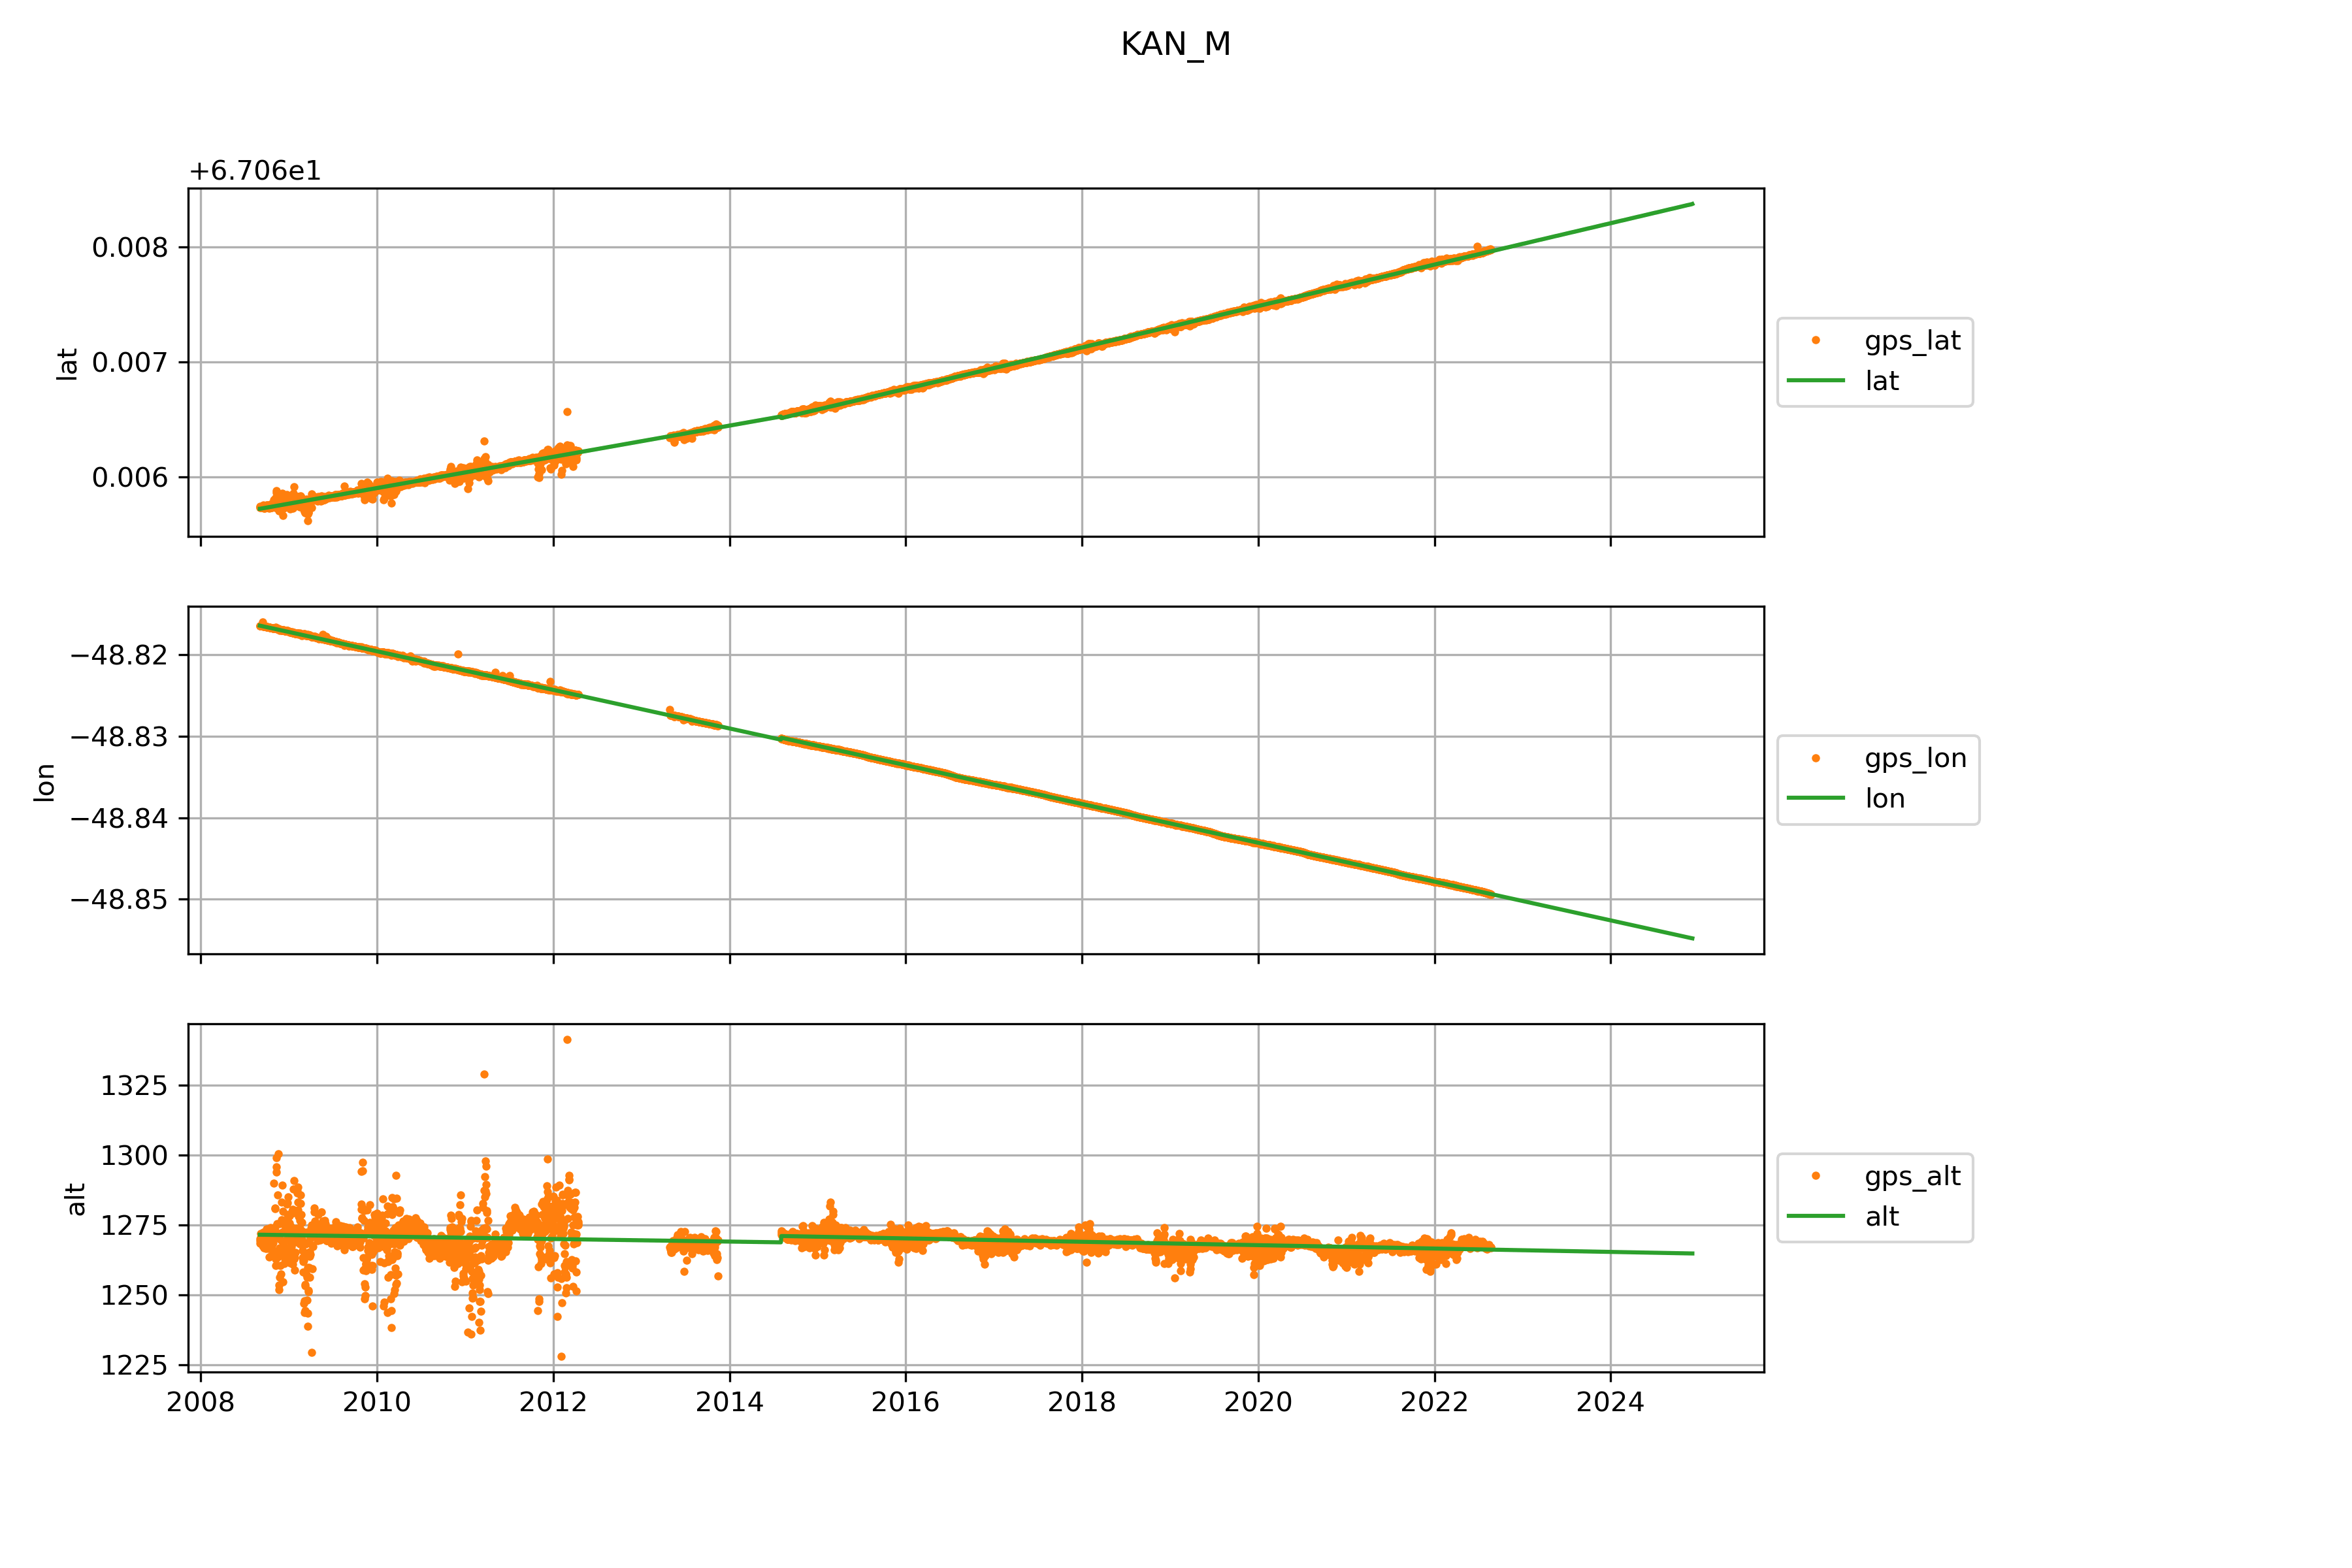 KAN_M
+6.706e1
0.008
0.007
0.006
lat
gps_lat
lat
−48.82
−48.83
−48.84
−48.85
lon
gps_lon
lon
1325
1300
1275
1250
1225
alt
gps_alt
alt
2008 2010 2012 2014 2016 2018 2020 2022 2024